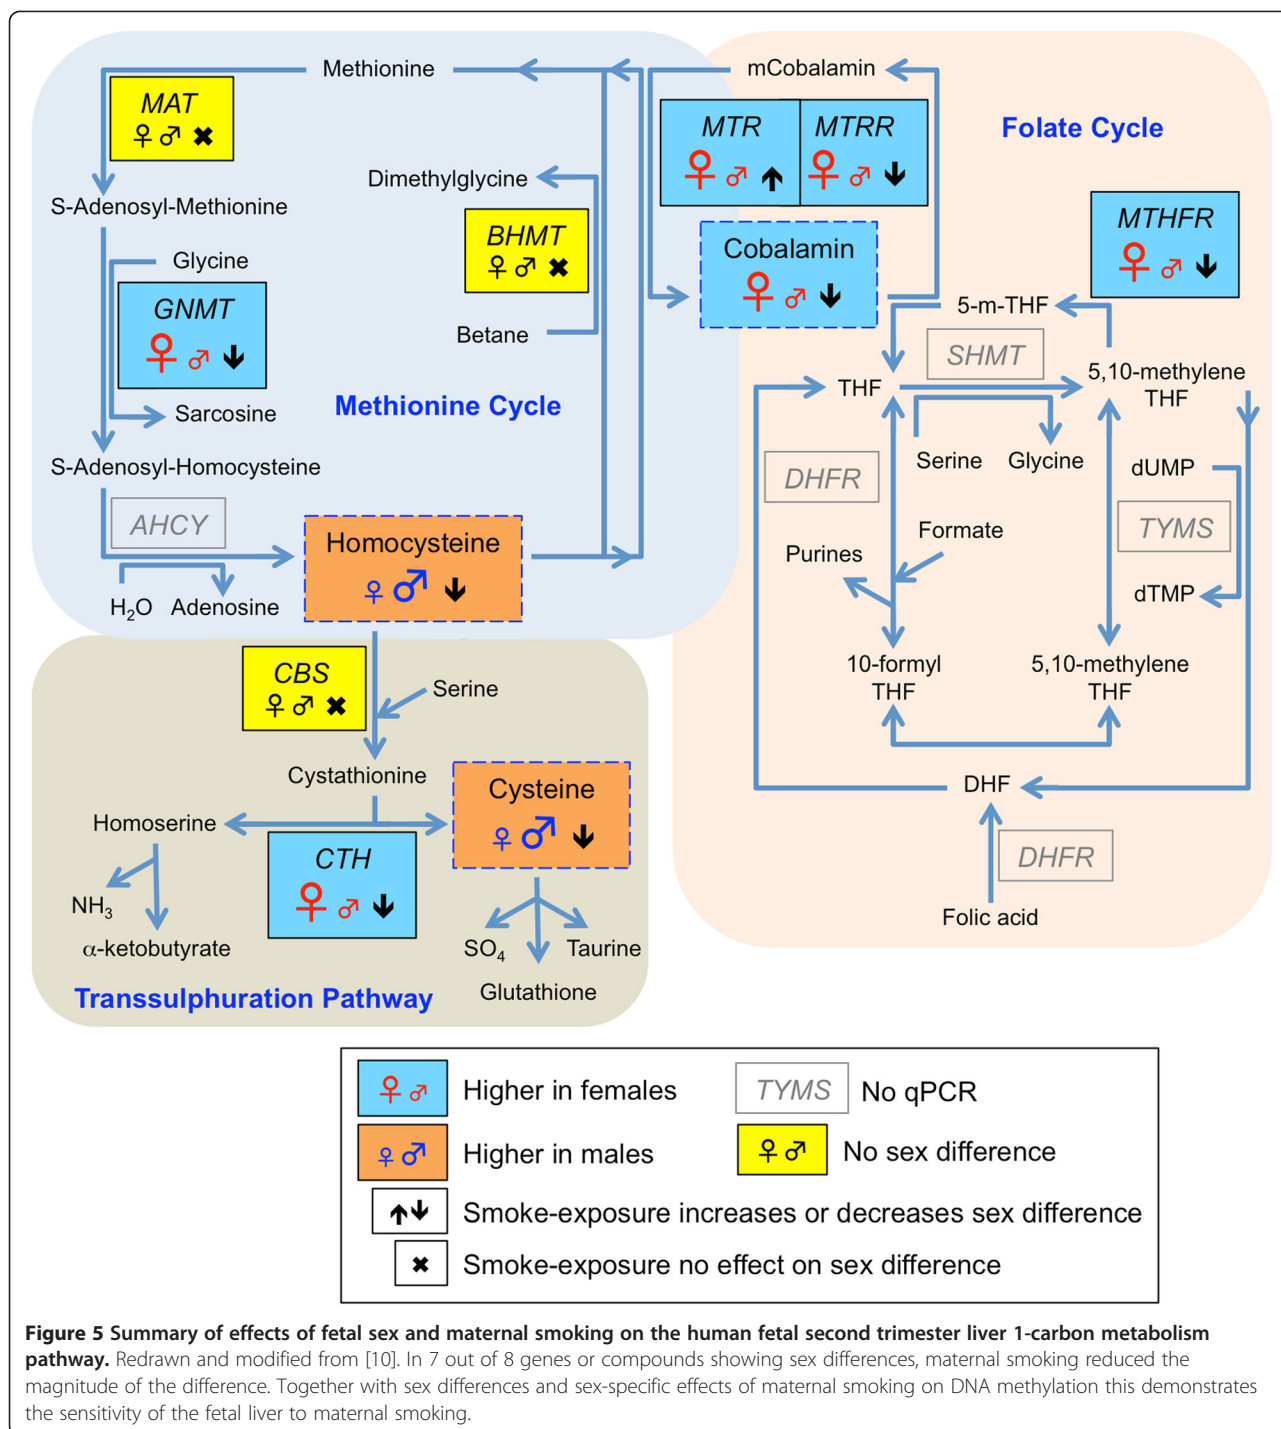 Methionine
mCobalamin
MAT
♀ ♂ ✖
MTR
♀ ♂ ↑
MTRR
♀ ♂ ↓
Folate Cycle
Dimethylglycine
S-Adenosyl-Methionine
BHMT
♀ ♂ ✖
MTHFR
♀ ♂ ↓
Cobalamin
♀ ♂ ↓
Glycine
GNMT
♀ ♂ ↓
Betane
5-m-THF
SHMT
5,10-methylene
THF
THF
Sarcosine
Methionine Cycle
S-Adenosyl-Homocysteine
Serine
Glycine
dUMP
DHFR
AHCY
TYMS
Homocysteine
♀ ♂ ↓
Formate
Purines
H2O
Adenosine
dTMP
10-formyl
THF
5,10-methylene
THF
CBS
♀ ♂ ✖
Serine
Cystathionine
Cysteine
♀ ♂ ↓
DHF
Homoserine
CTH
♀ ♂ ↓
DHFR
NH3
α-ketobutyrate
SO4
Taurine
Glutathione
Folic acid
Transsulphuration Pathway
♀ ♂ Higher in females
TYMS No qPCR
♀ ♂ Higher in males
♀ ♂ No sex difference
↑↓ Smoke-exposure increases or decreases sex difference
✖ Smoke-exposure no effect on sex difference
Figure 5 Summary of effects of fetal sex and maternal smoking on the human fetal second trimester liver 1-carbon metabolism
pathway. Redrawn and modified from [10]. In 7 out of 8 genes or compounds showing sex differences, maternal smoking reduced the
magnitude of the difference. Together with sex differences and sex-specific effects of maternal smoking on DNA methylation this demonstrates
the sensitivity of the fetal liver to maternal smoking.